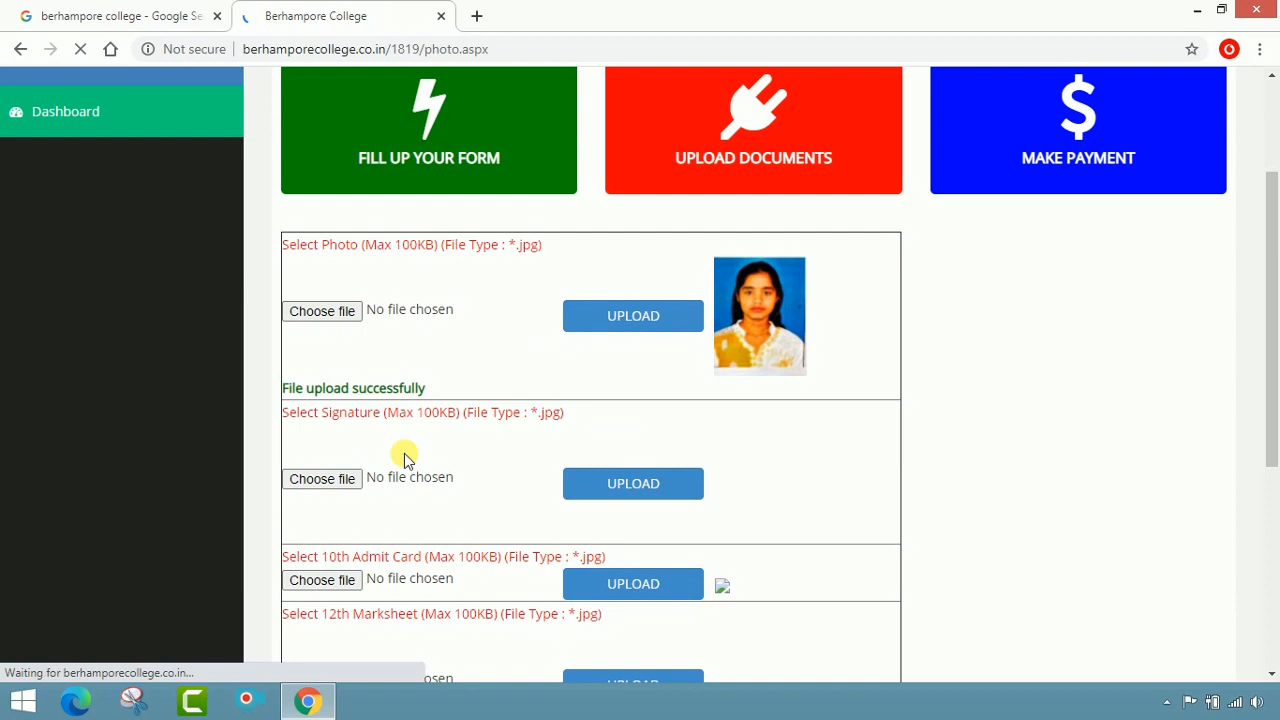 berhampore college - Google Se
Berhampore College
Not secure
berhamporecollege.co.in/1819/photo.aspx
Dashboard
FILL UP YOUR FORM
UPLOAD DOCUMENTS
MAKE PAYMENT
Select Photo (Max 100KB) (File Type : *.jpg)
Choose file No file chosen
UPLOAD
File upload successfully
Select Signature (Max 100KB) (File Type : *.jpg)
Choose file No file chosen
UPLOAD
Select 10th Admit Card (Max 100KB) (File Type : *.jpg)
Choose file No file chosen
UPLOAD
Select 12th Marksheet (Max 100KB) (File Type : *.jpg)
Waiting for berhamporecollege.co.in...